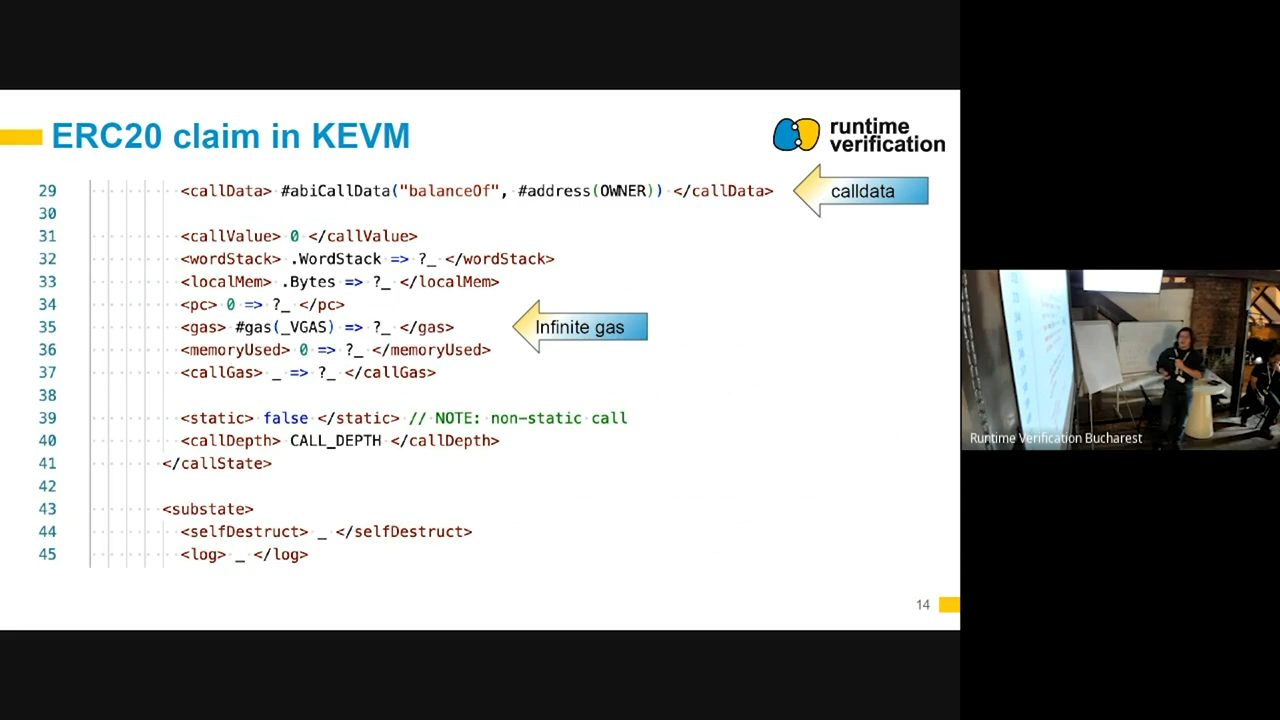 ERC20 claim in KEVM
runtime
verification
29 <callData> #abiCallData("balanceOf", #address(OWNER)) </callData>
calldata
30
31 <callValue> 0 </callValue>
32 <wordStack> .WordStack => ?_ </wordStack>
33 <localMem> .Bytes => ?_ </localMem>
34 <pc> 0 => ?_ </pc>
35 <gas> #gas(_VGAS) => ?_ </gas>
Infinite gas
36 <memoryUsed> 0 => ?_ </memoryUsed>
37 <callGas> _ => ?_ </callGas>
38
39 <static> false </static> // NOTE: non-static call
40 <callDepth> CALL_DEPTH </callDepth>
41 </callState>
42
43 <substate>
44 <selfDestruct> _ </selfDestruct>
45 <log> _ </log>
14
Runtime Verification Bucharest